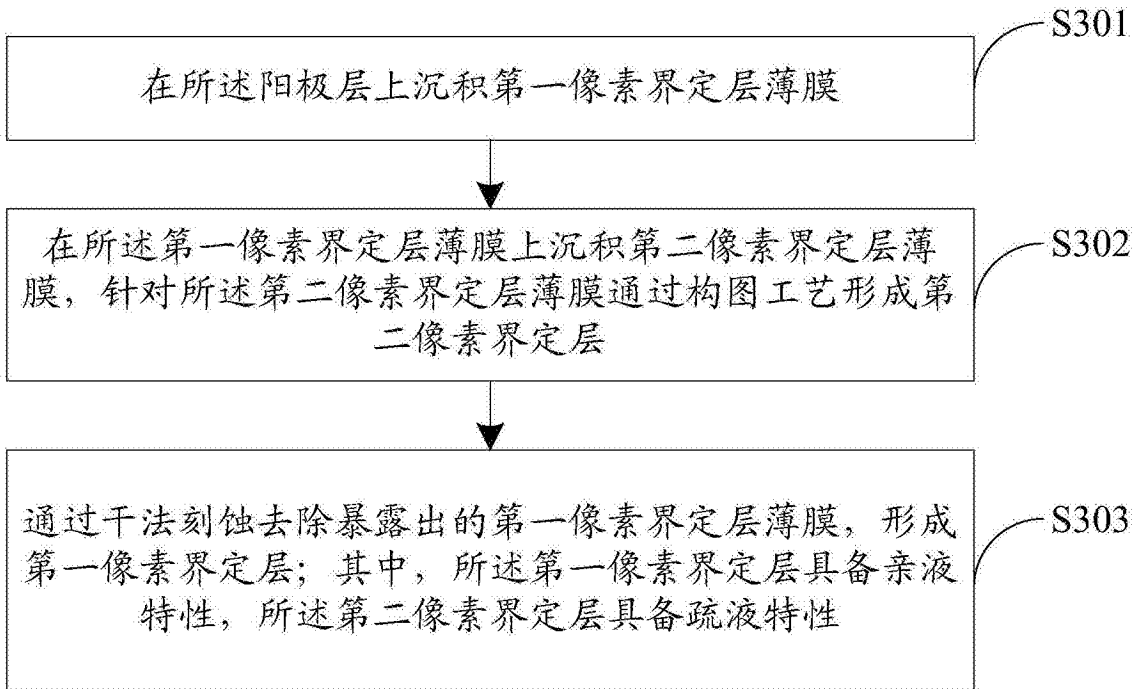 S301
在所述阳极层上沉积第一像素界定层薄膜
在所述第一像素界定层薄膜上沉积第二像素界定层薄
膜，针对所述第二像素界定层薄膜通过构图工艺形成第
二像素界定层
S302
通过干法刻蚀去除暴露出的第一像素界定层薄膜，形成
第一像素界定层；其中，所述第一像素界定层具备亲液
特性，所述第二像素界定层具备疏液特性
S303